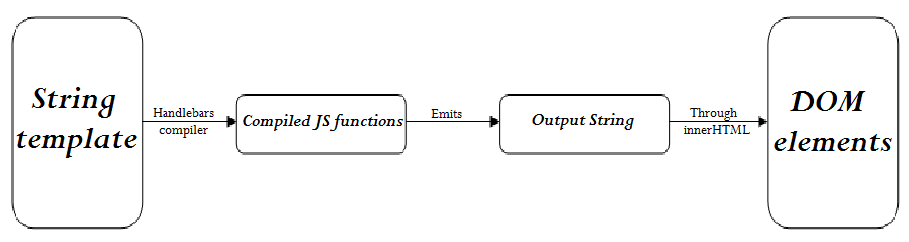 String
template
Handlebars
compiler
Compiled JS functions
Emits
Output String
Through
innerHTML
DOM
elements